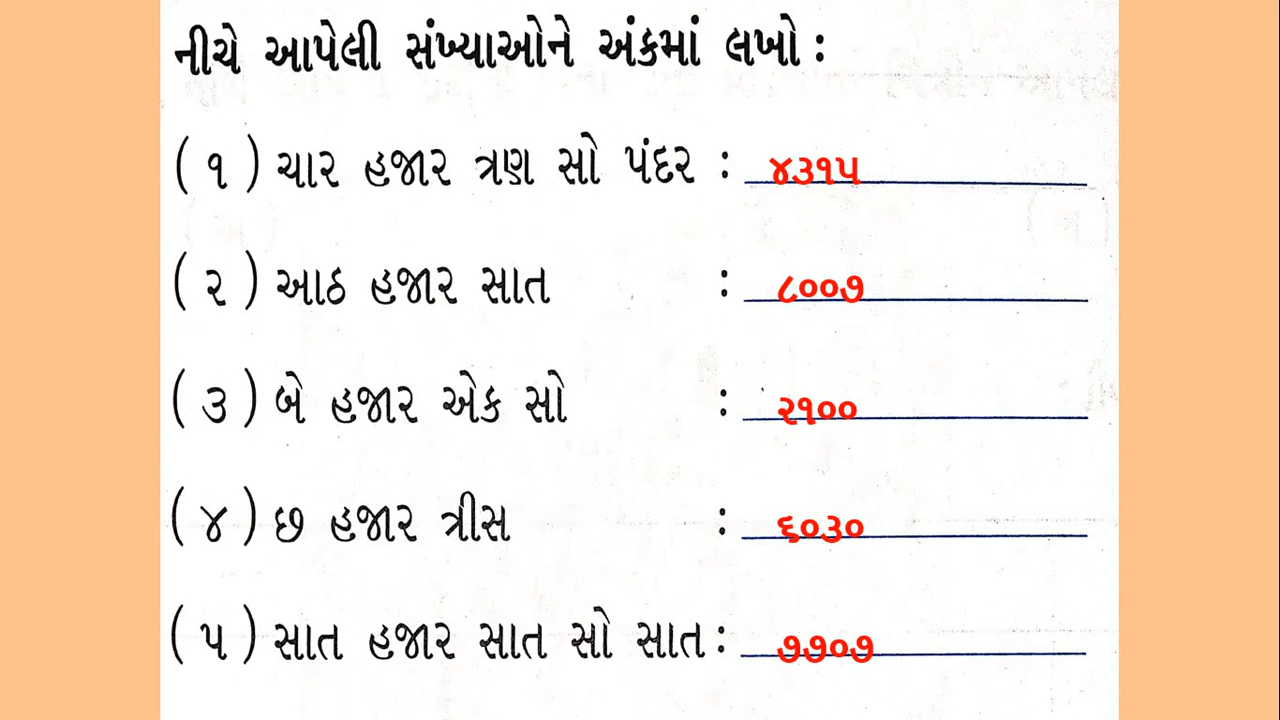 નીચે આપેલી સંખ્યાઓને અંકમાં લખો :
( ૧ ) ચાર હજાર ત્રણ સો પંદર : ૪૩૧૫
( ૨ ) આઠ હજાર સાત : ૮૦૦૭
( ૩ ) બે હજાર એક સો : ૨૧૦૦
( ૪ ) છ હજાર ત્રીસ : ૬૦૩૦
( ૫ ) સાત હજાર સાત સો સાત : ૭૭૦૭